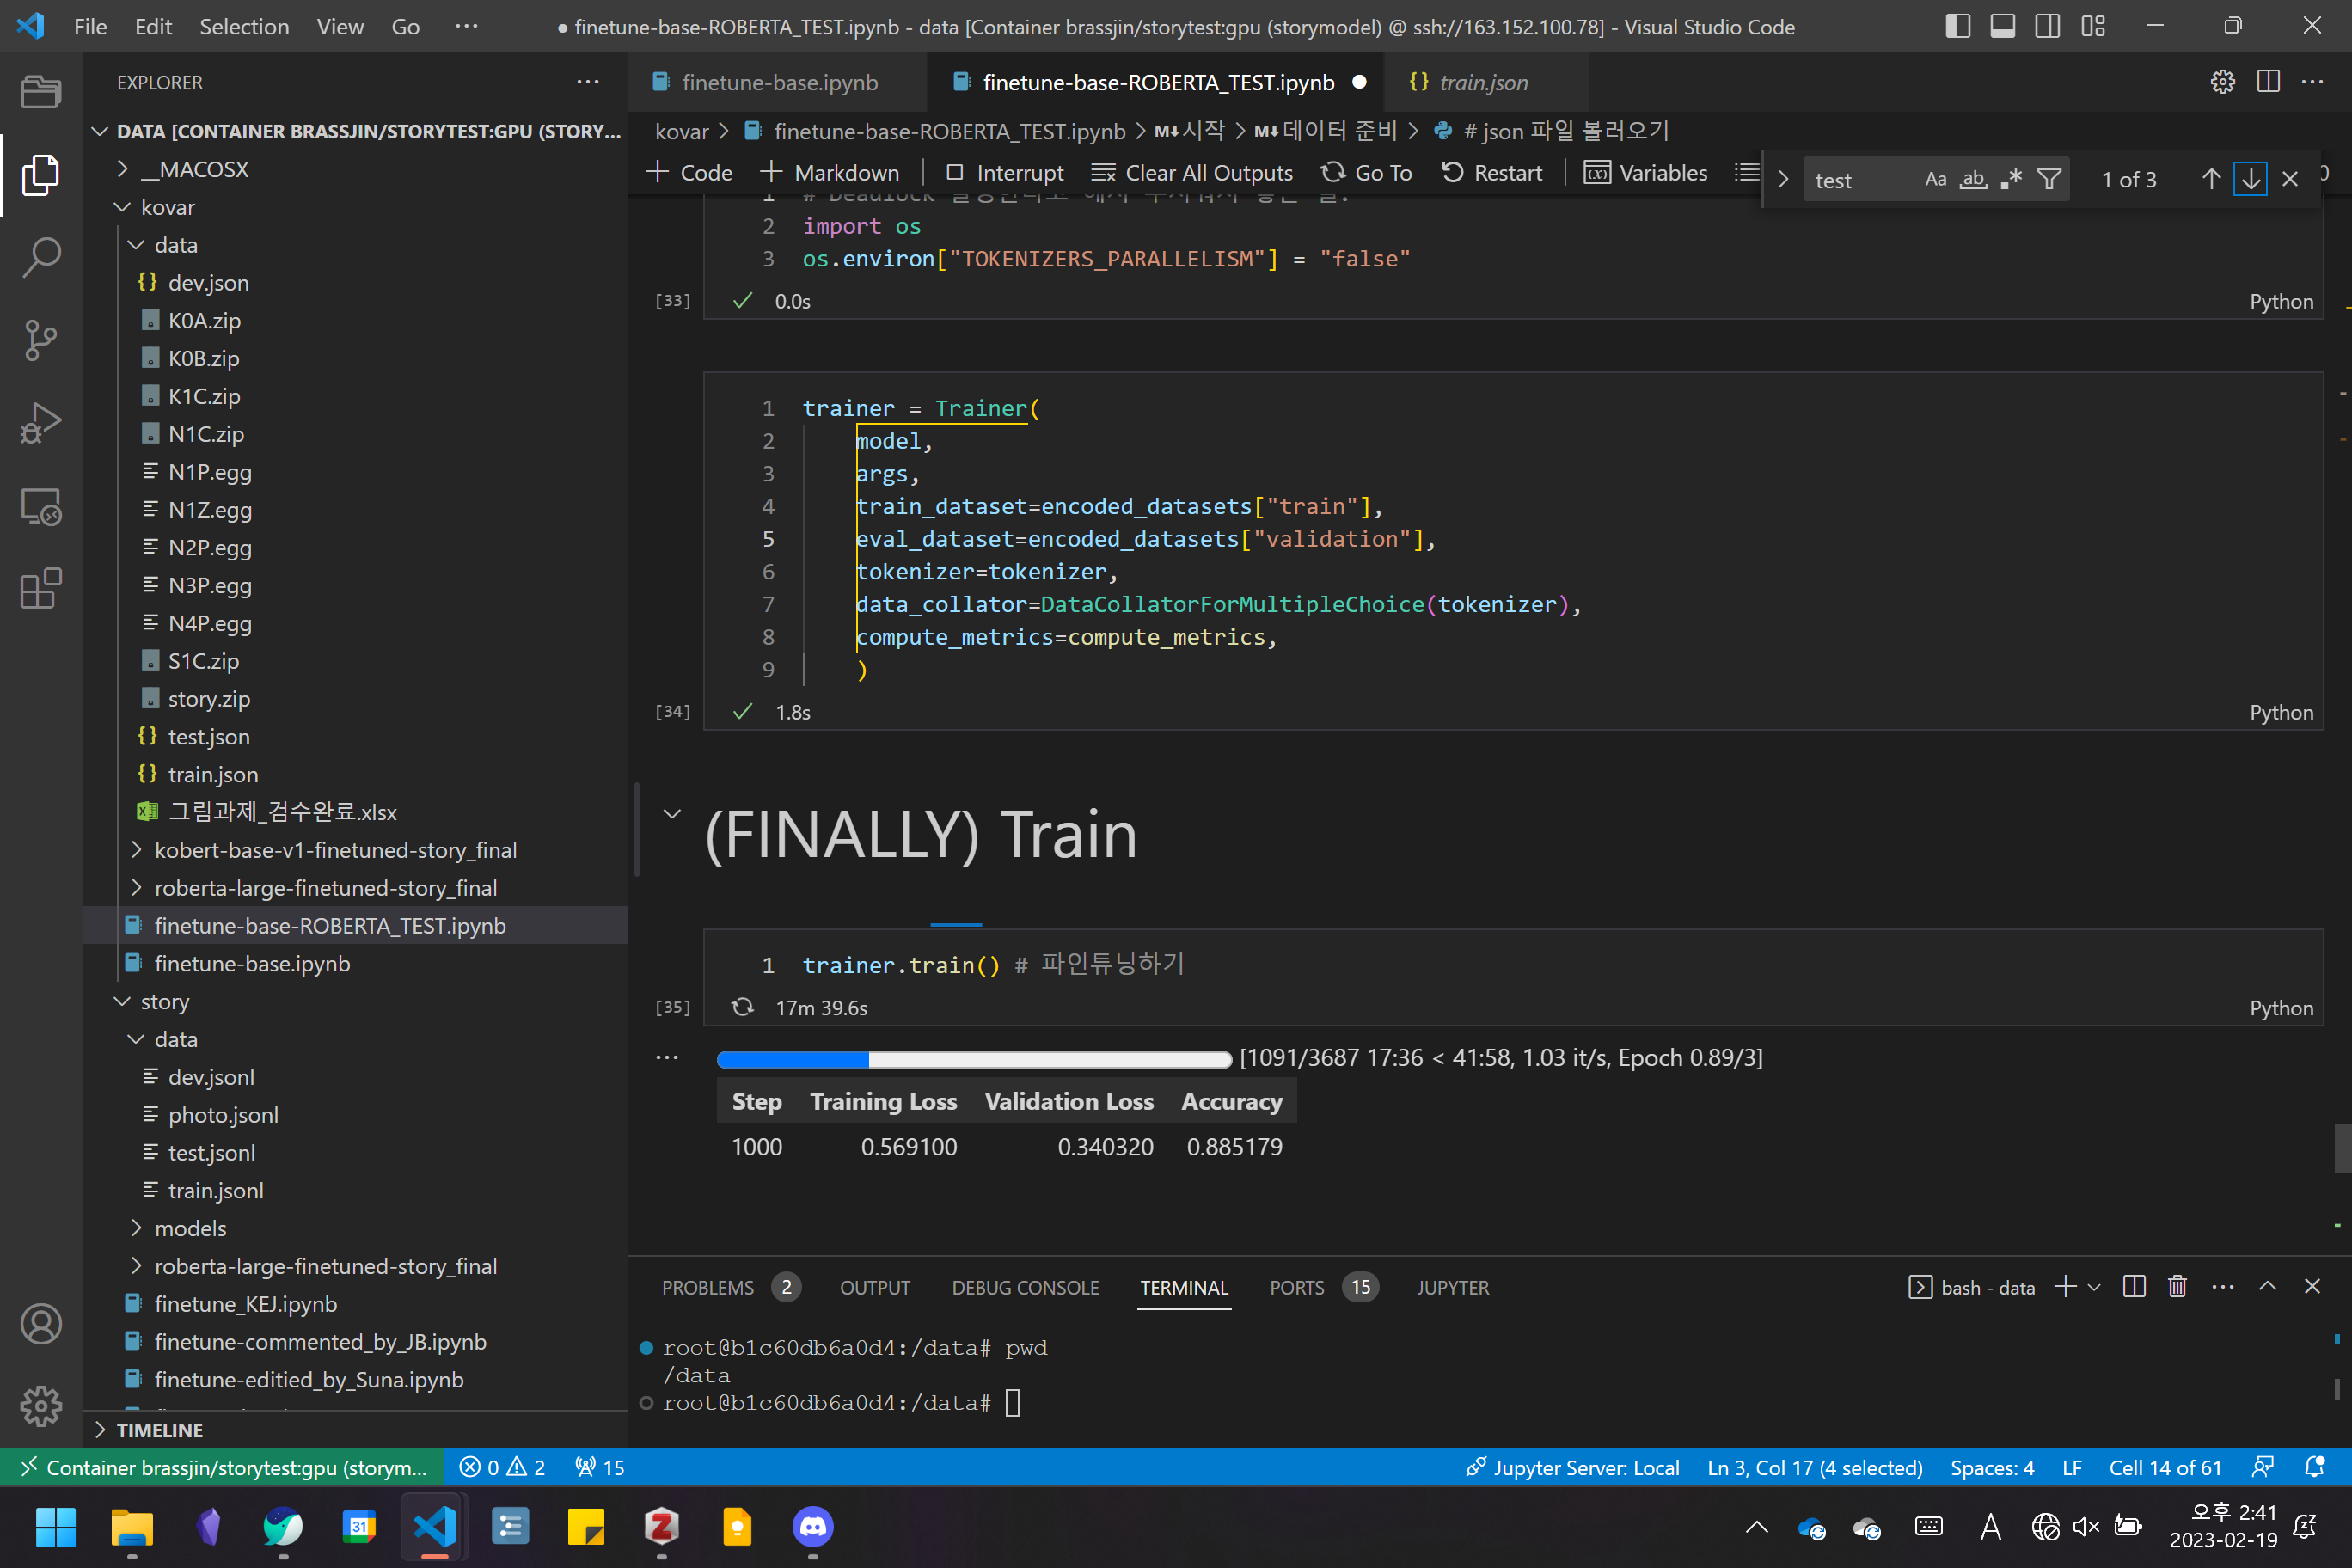 File Edit Selection View Go ···
● finetune-base-ROBERTA_TEST.ipynb - data [Container brassjin/storytest:gpu (storymodel) @ ssh://163.152.100.78] - Visual Studio Code
EXPLORER
DATA [CONTAINER BRASSJIN/STORYTEST:GPU (STORY...
__MACOSX
kovar
data
dev.json
K0A.zip
K0B.zip
K1C.zip
N1C.zip
N1P.egg
N1Z.egg
N2P.egg
N3P.egg
N4P.egg
S1C.zip
story.zip
test.json
train.json
그림과제_검수완료.xlsx
kobert-base-v1-finetuned-story_final
roberta-large-finetuned-story_final
finetune-base-ROBERTA_TEST.ipynb
finetune-base.ipynb
story
data
dev.jsonl
photo.jsonl
test.jsonl
train.jsonl
models
roberta-large-finetuned-story_final
finetune_KEJ.ipynb
finetune-commented_by_JB.ipynb
finetune-editied_by_Suna.ipynb
TIMELINE
finetune-base.ipynb
finetune-base-ROBERTA_TEST.ipynb
train.json
kovar > finetune-base-ROBERTA_TEST.ipynb > M↓시작 > M↓데이터 준비 > # json 파일 불러오기
Code Markdown Interrupt Clear All Outputs Go To Restart Variables
test Aa ab 1 of 3
2 import os
3 os.environ["TOKENIZERS_PARALLELISM"] = "false"
[33] 0.0s Python
1 trainer = Trainer(
2 model,
3 args,
4 train_dataset=encoded_datasets["train"],
5 eval_dataset=encoded_datasets["validation"],
6 tokenizer=tokenizer,
7 data_collator=DataCollatorForMultipleChoice(tokenizer),
8 compute_metrics=compute_metrics,
9 )
[34] 1.8s Python
(FINALLY) Train
1 trainer.train() # 파인튜닝하기
[35] 17m 39.6s Python
[1091/3687 17:36 < 41:58, 1.03 it/s, Epoch 0.89/3]
Step Training Loss Validation Loss Accuracy
1000 0.569100 0.340320 0.885179
PROBLEMS 2 OUTPUT DEBUG CONSOLE TERMINAL PORTS 15 JUPYTER
bash - data
root@b1c60db6a0d4:/data# pwd
/data
root@b1c60db6a0d4:/data#
Container brassjin/storytest:gpu (storym... 0 2 15
Jupyter Server: Local Ln 3, Col 17 (4 selected) Spaces: 4 LF Cell 14 of 61
31
A
오후 2:41
2023-02-19